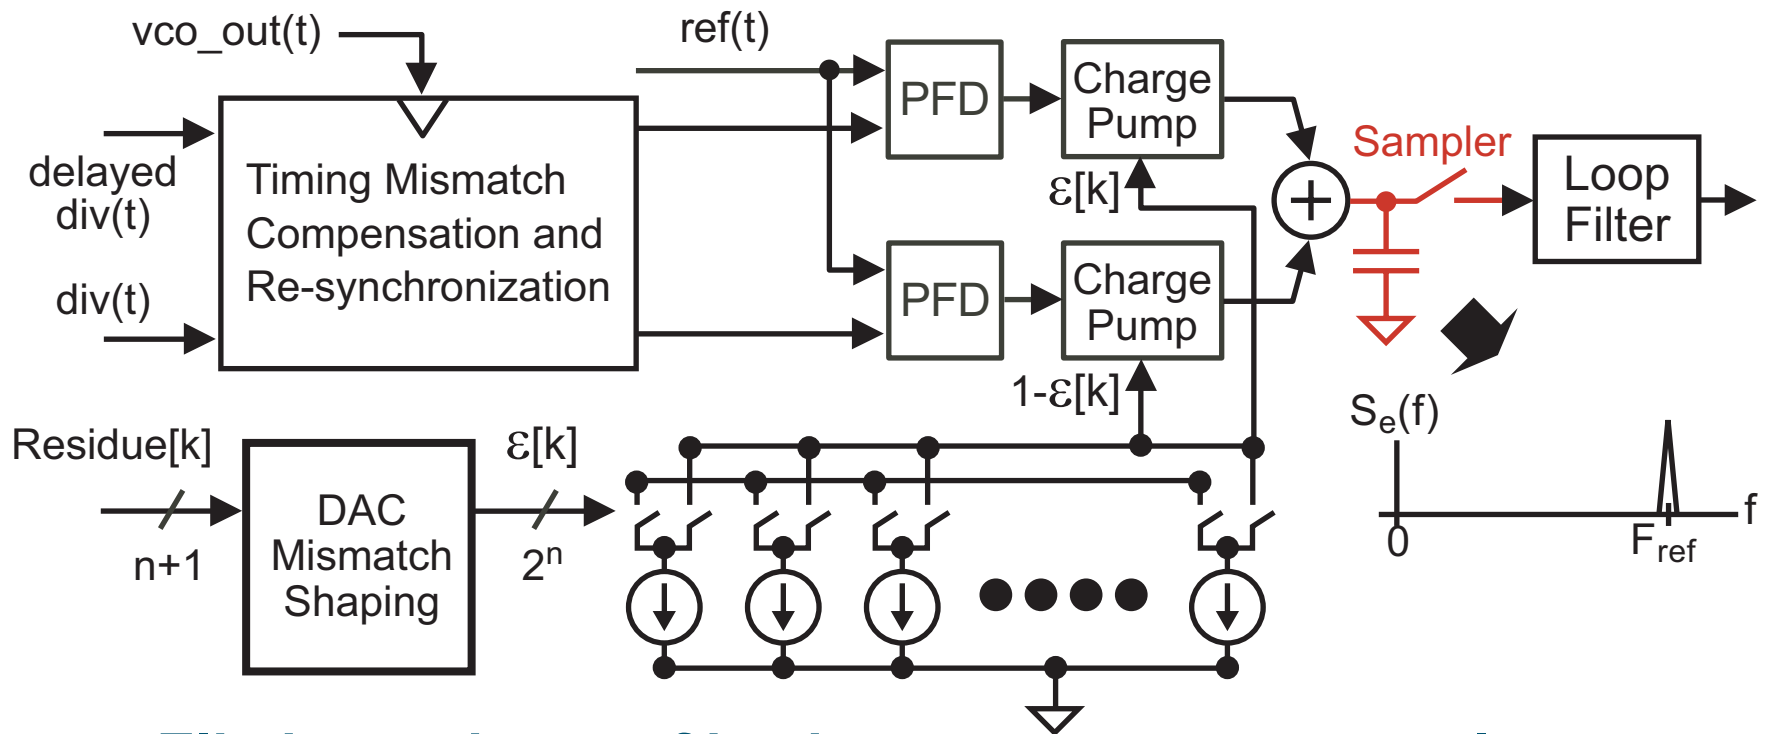 vco_out(t)
ref(t)
delayed
div(t)
div(t)
Timing Mismatch
Compensation and
Re-synchronization
PFD
Charge
Pump
ε[k]
PFD
Charge
Pump
1-ε[k]
Sampler
Loop
Filter
Se(f)
0
Fref
f
Residue[k]
n+1
DAC
Mismatch
Shaping
ε[k]
2n